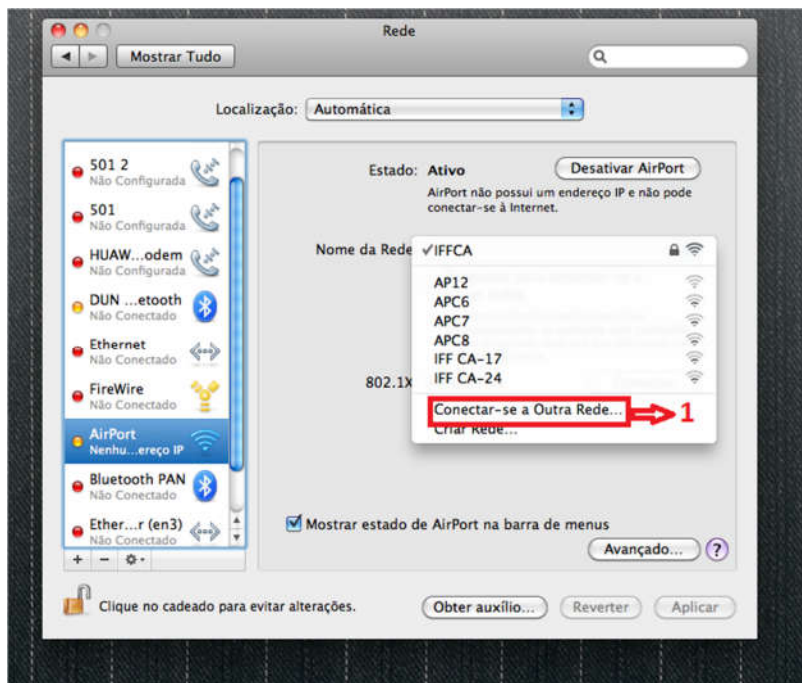 Rede
Mostrar Tudo
Localização: Automática
501 2
Não Configurada
501
Não Configurada
HUAW...odem
Não Configurada
DUN ...etooth
Não Conectado
Ethernet
Não Conectado
FireWire
Não Conectado
AirPort
Nenhu...ereço IP
Bluetooth PAN
Não Conectado
Ether...r (en3)
Não Conectado
Estado: Ativo
Desativar AirPort
AirPort não possui um endereço IP e não pode
conectar-se à Internet.
Nome da Rede
✓IFFCA
AP12
APC6
APC7
APC8
IFF CA-17
IFF CA-24
802.1X
Conectar-se a Outra Rede...
1
Criar Rede...
Mostrar estado de AirPort na barra de menus
Avançado...
?
Clique no cadeado para evitar alterações.
Obter auxílio...
Reverter
Aplicar